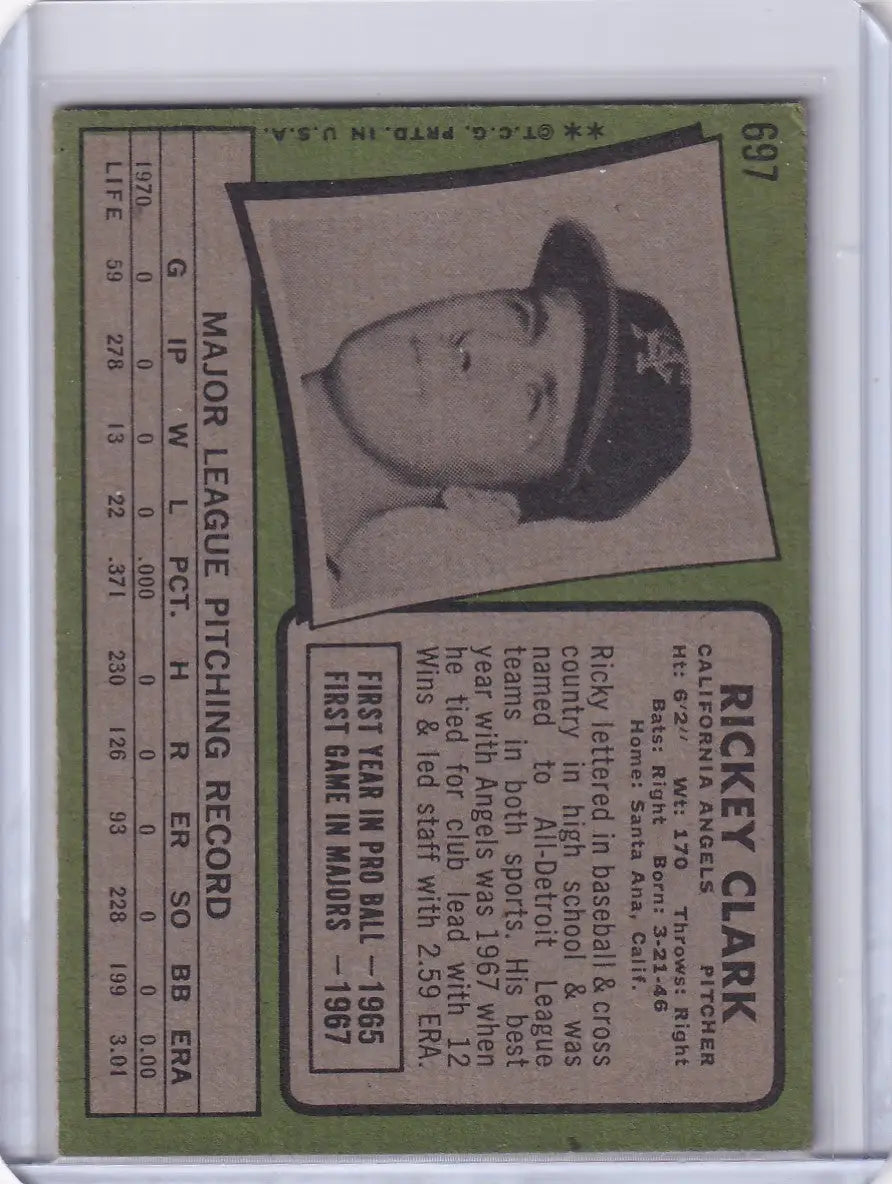 697
RICKEY CLARK
CALIFORNIA ANGELS PITCHER
Ht: 6'2" Wt: 170 Throws: Right
Bats: Right Born: 3-21-46
Home: Santa Ana, Calif.
Ricky lettered in baseball & cross
country in high school & was
named to All-Detroit League
teams in both sports. His best
year with Angels was 1967 when
he tied for club lead with 12
Wins & led staff with 2.59 ERA.
FIRST YEAR IN PRO BALL—1965
FIRST GAME IN MAJORS —1967
**©T.C.G. PRTD. IN U.S.A.
MAJOR LEAGUE PITCHING RECORD
G IP W L PCT. H R ER SO BB ERA
1970 0 0 0 0 .000 0 0 0 0 0 0.00
LIFE 59 278 13 22 .371 230 126 93 228 199 3.01